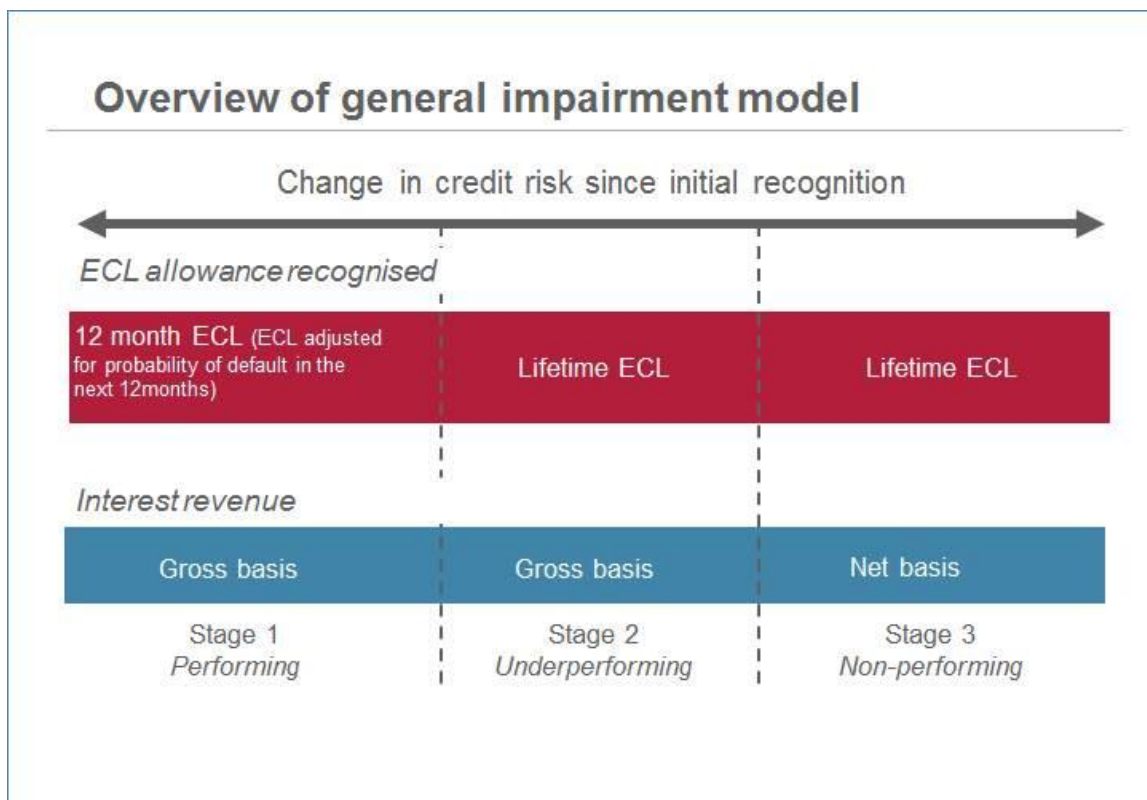 Overview of general impairment model
Change in credit risk since initial recognition
ECL allowance recognised
12 month ECL (ECL adjusted
for probability of default in the
next 12months)
Lifetime ECL
Lifetime ECL
Interest revenue
Gross basis
Gross basis
Net basis
Stage 1
Performing
Stage 2
Underperforming
Stage 3
Non-performing